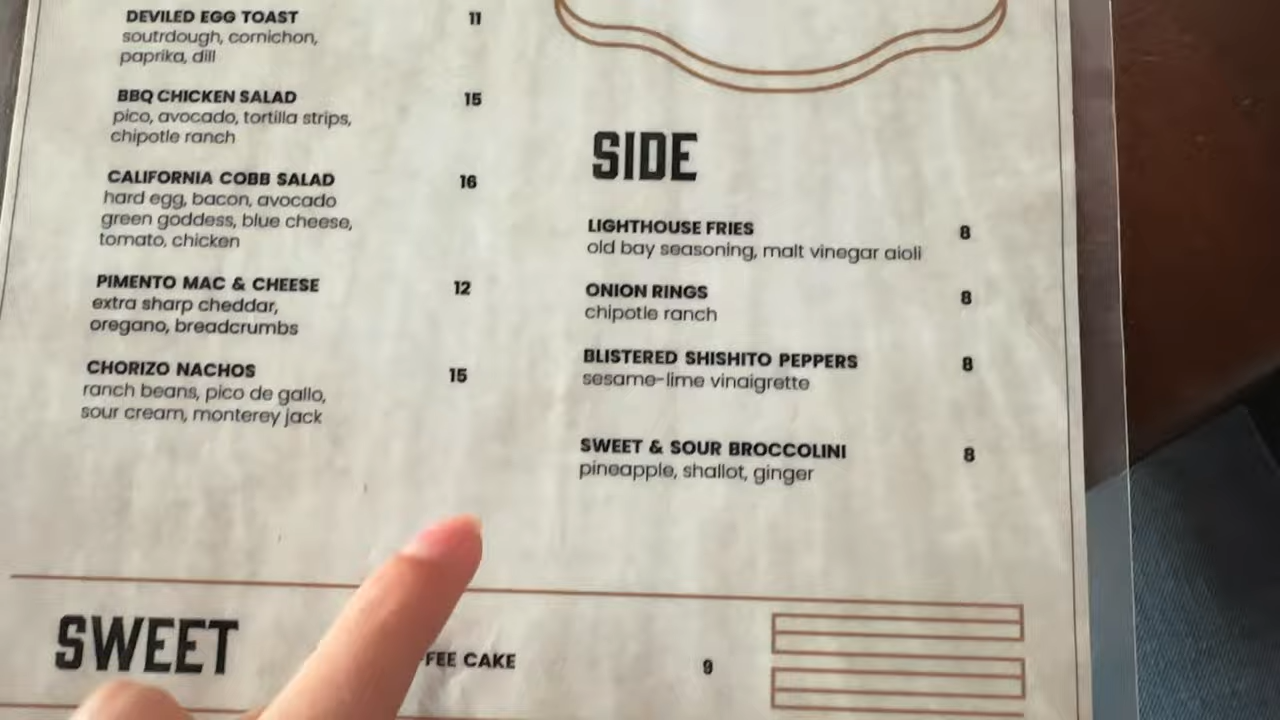 DEVILED EGG TOAST 11
soutrdough, cornichon,
paprika, dill
BBQ CHICKEN SALAD 15
pico, avocado, tortilla strips,
chipotle ranch
CALIFORNIA COBB SALAD 16
hard egg, bacon, avocado
green goddess, blue cheese,
tomato, chicken
PIMENTO MAC & CHEESE 12
extra sharp cheddar,
oregano, breadcrumbs
CHORIZO NACHOS 15
ranch beans, pico de gallo,
sour cream, monterey jack
SIDE
LIGHTHOUSE FRIES 8
old bay seasoning, malt vinegar aioli
ONION RINGS 8
chipotle ranch
BLISTERED SHISHITO PEPPERS 8
sesame-lime vinaigrette
SWEET & SOUR BROCCOLINI 8
pineapple, shallot, ginger
SWEET
CAKE 9